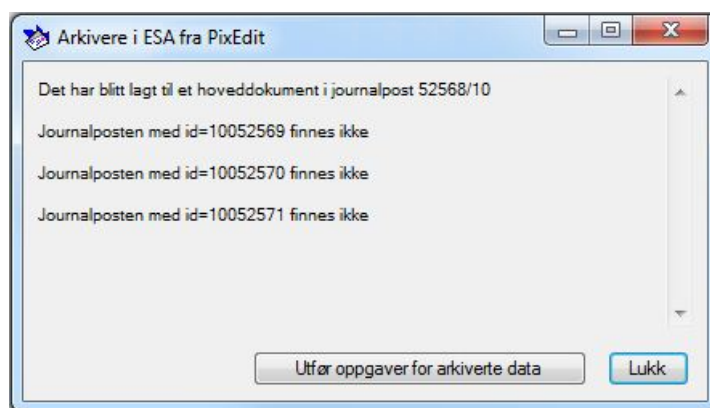 Arkivere i ESA fra PixEdit
Det har blitt lagt til et hoveddokument i journalpost 52568/10
Journalposten med id=10052569 finnes ikke
Journalposten med id=10052570 finnes ikke
Journalposten med id=10052571 finnes ikke
Utfør oppgaver for arkiverte data
Lukk